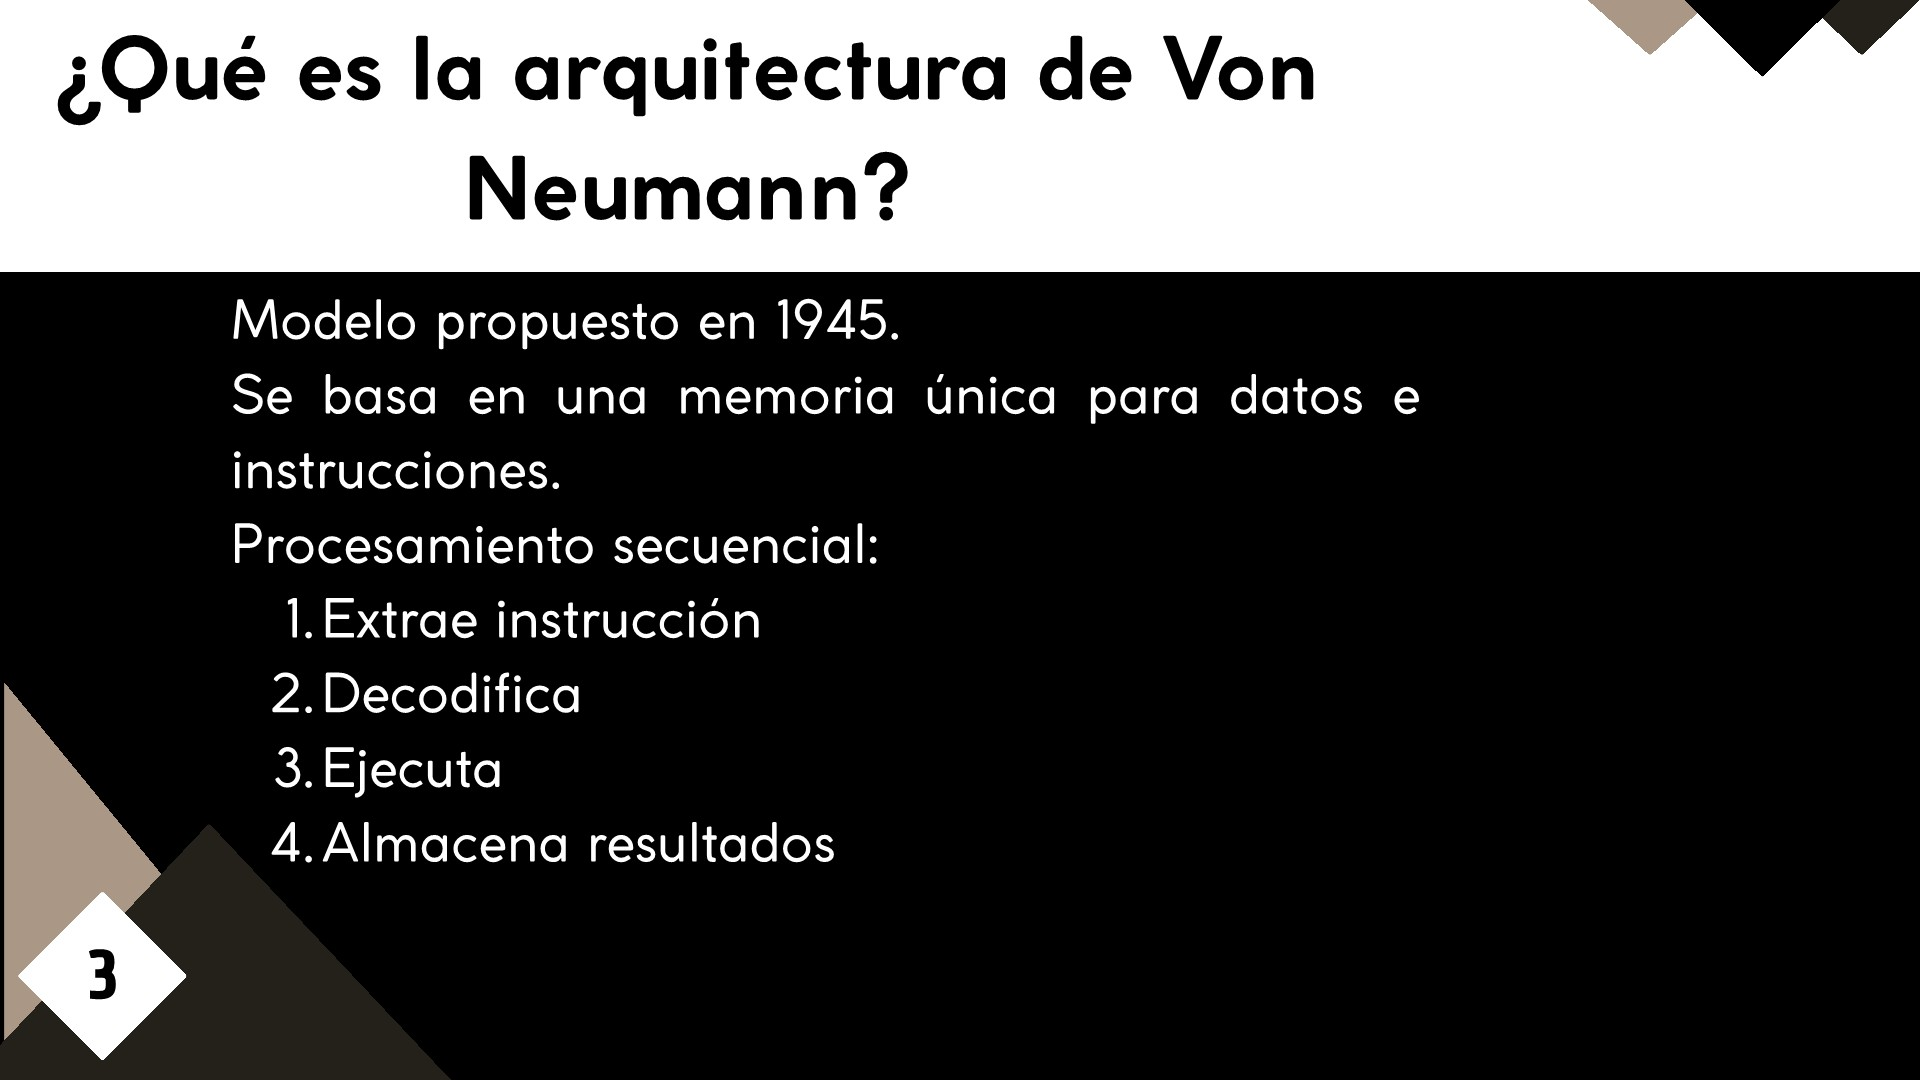 ¿Qué es la arquitectura de Von
Neumann?
Modelo propuesto en 1945.
Se basa en una memoria única para datos e
instrucciones.
Procesamiento secuencial:
1. Extrae instrucción
2. Decodifica
3. Ejecuta
4. Almacena resultados
3